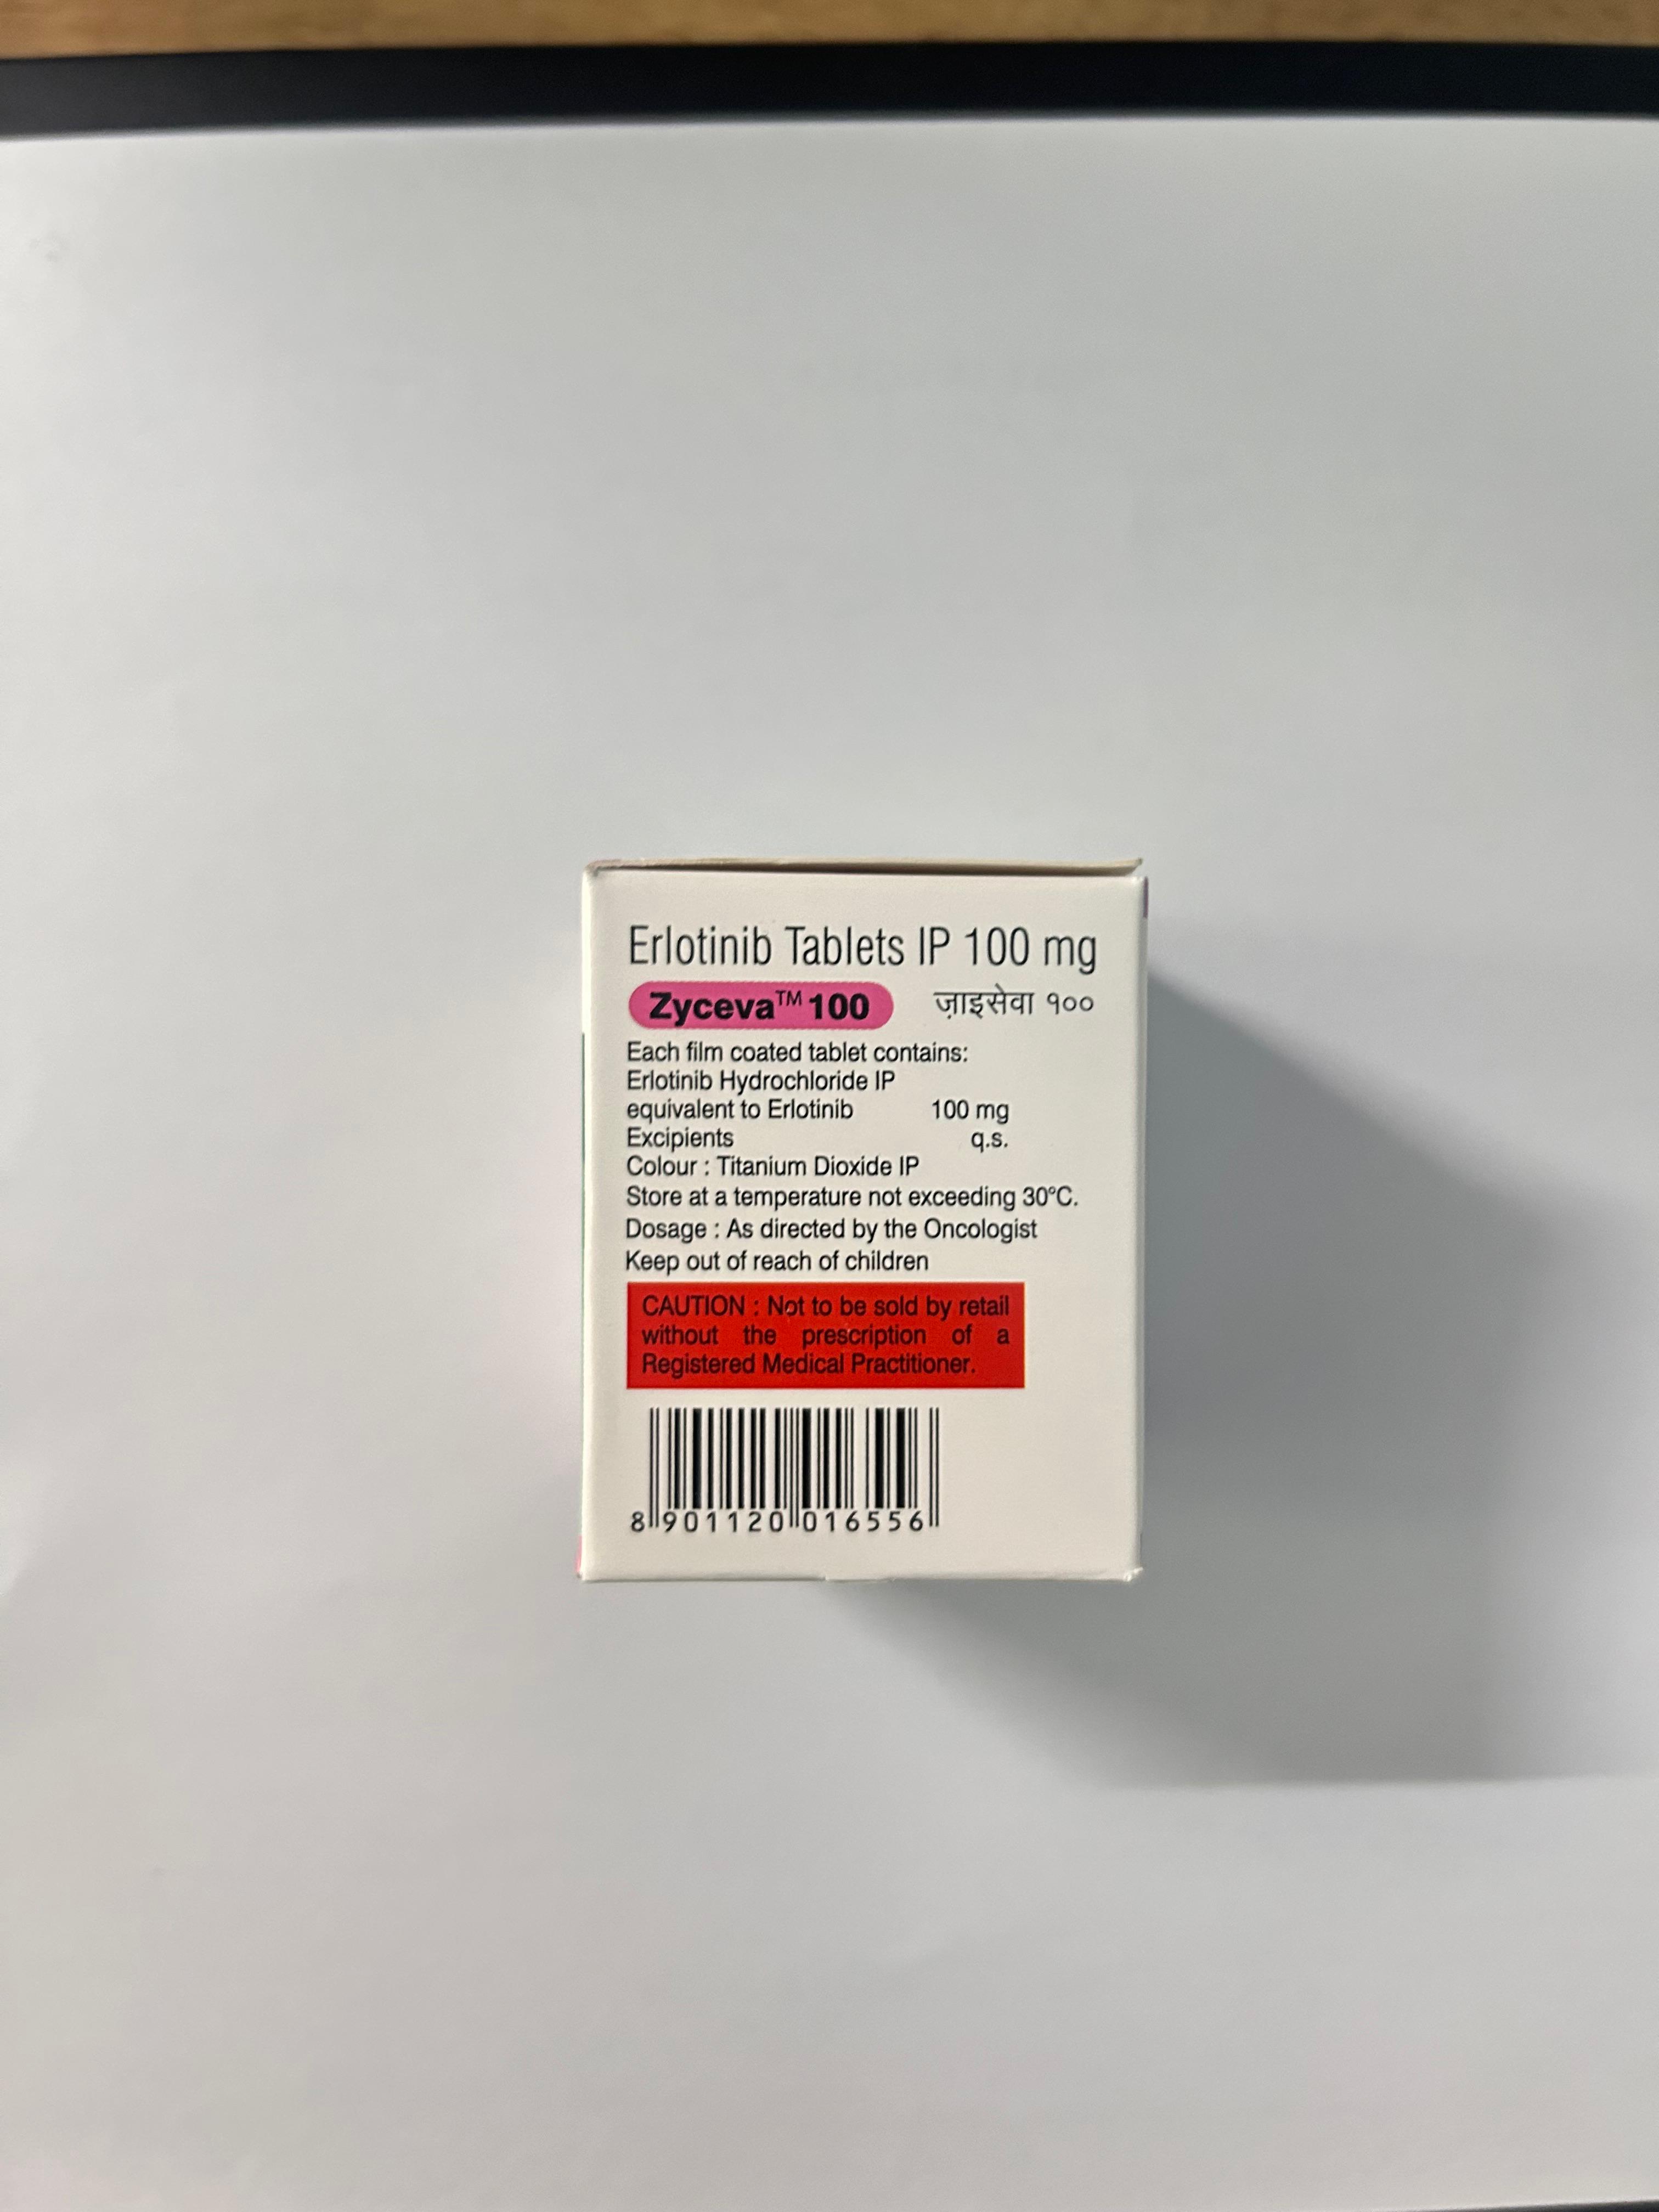 Erlotinib Tablets IP 100 mg
Zyceva™ 100 ज़ाइसेवा १००
Each film coated tablet contains:
Erlotinib Hydrochloride IP
equivalent to Erlotinib 100 mg
Excipients q.s.
Colour : Titanium Dioxide IP
Store at a temperature not exceeding 30°C.
Dosage : As directed by the Oncologist
Keep out of reach of children
CAUTION : Not to be sold by retail
without the prescription of a
Registered Medical Practitioner.
8 901120 016556